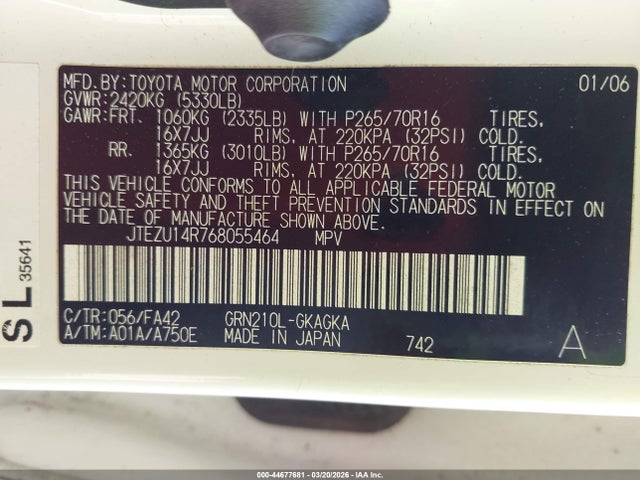 MFD. BY: TOYOTA MOTOR CORPORATION 01/06
GVWR: 2420KG (5330LB)
GAWR: FRT. 1060KG (2335LB) WITH P265/70R16 TIRES,
16X7JJ RIMS, AT 220KPA (32PSI) COLD.
RR. 1365KG (3010LB) WITH P265/70R16 TIRES,
16X7JJ RIMS, AT 220KPA (32PSI) COLD.
THIS VEHICLE CONFORMS TO ALL APPLICABLE FEDERAL MOTOR
VEHICLE SAFETY AND THEFT PREVENTION STANDARDS IN EFFECT ON
THE DATE OF MANUFACTURE SHOWN ABOVE.
JTEZU14R768055464 MPV
C/TR: 056/FA42 GRN210L-GKAGKA
A/TM: A01A/A750E MADE IN JAPAN 742 A
SL 35641
000-44677681 - 03/20/2026 - IAA Inc.